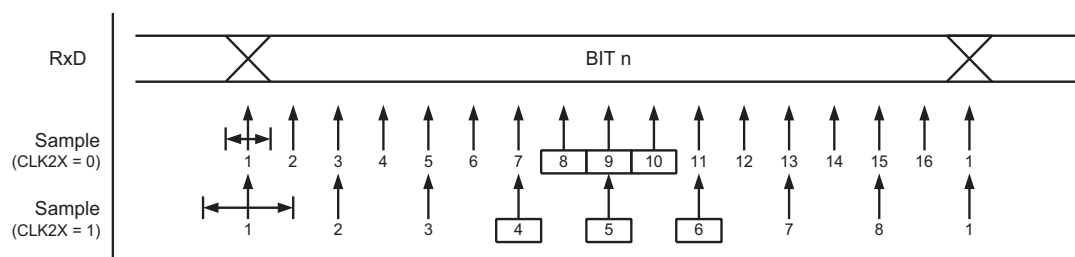 RxD BIT n
Sample
(CLK2X = 0) 1 2 3 4 5 6 7 8 9 10 11 12 13 14 15 16 1
Sample
(CLK2X = 1) 1 2 3 4 5 6 7 8 1